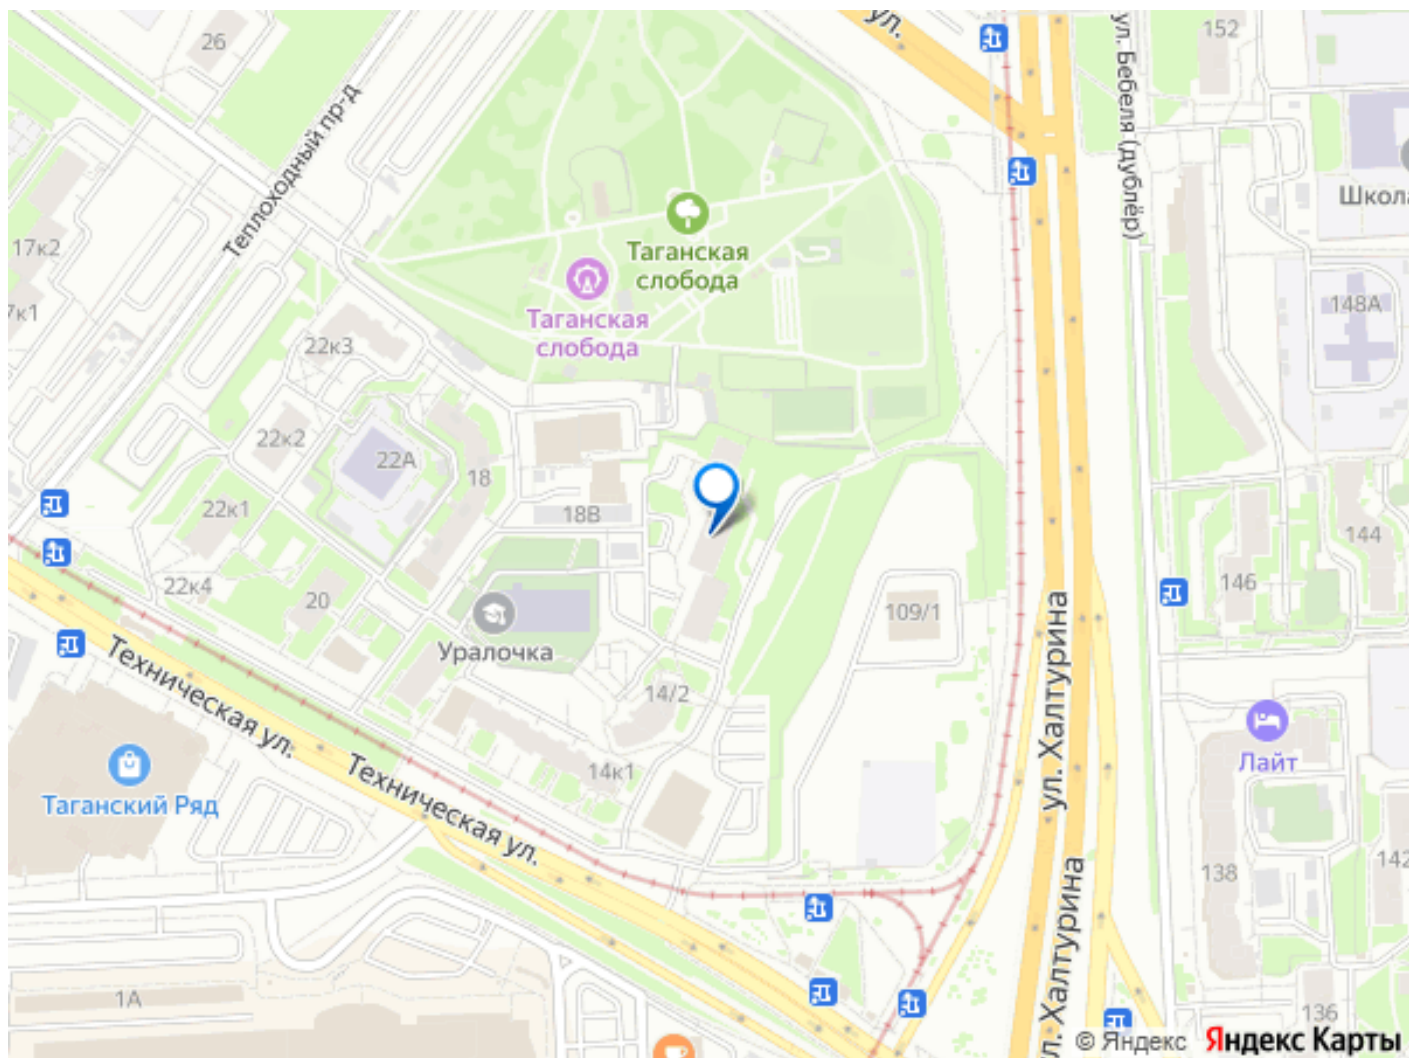 26
ул.
152
ул. Бебеля (дублёр)
Теплоходный пр-д
Школа
17к2
Таганская
слобода
Таганская
слобода
148А
22к3
22к2
22А
18
22к1
18В
144
146
22к4
20
109/1
Уралочка
14/2
ул. Халтурина
Техническая ул.
Лайт
14к1
Таганский Ряд
Техническая ул.
138
142
ул. Халтурина
1А
136
© Яндекс
Яндекс Карты